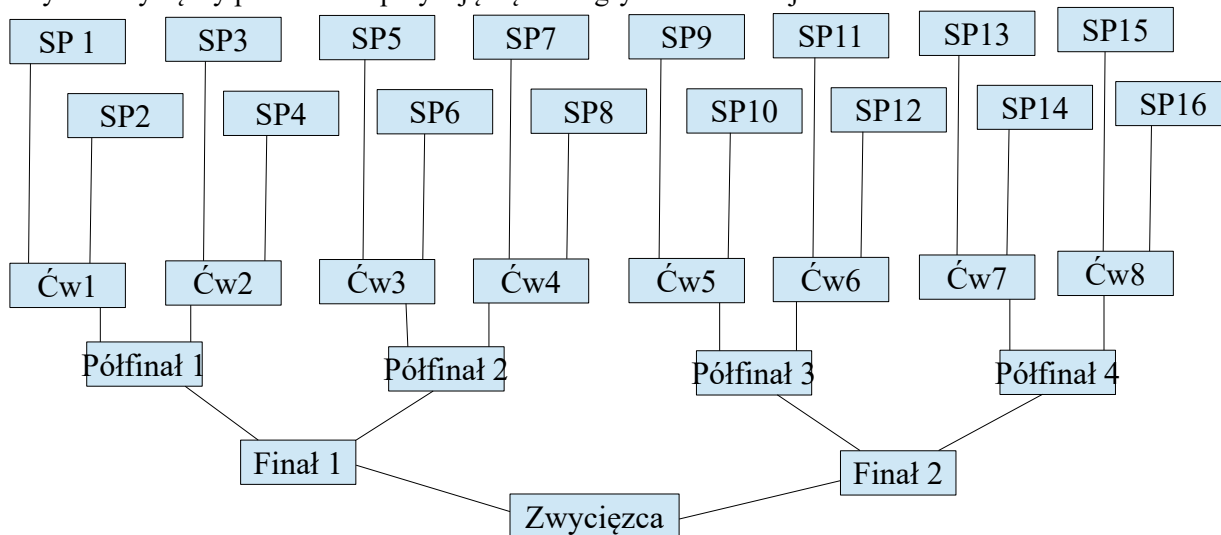 SP 1
SP3
SP5
SP7
SP9
SP11
SP13
SP15
SP2
SP4
SP6
SP8
SP10
SP12
SP14
SP16
Ćw1
Ćw2
Ćw3
Ćw4
Ćw5
Ćw6
Ćw7
Ćw8
Półfinał 1
Półfinał 2
Półfinał 3
Półfinał 4
Finał 1
Finał 2
Zwycięzca